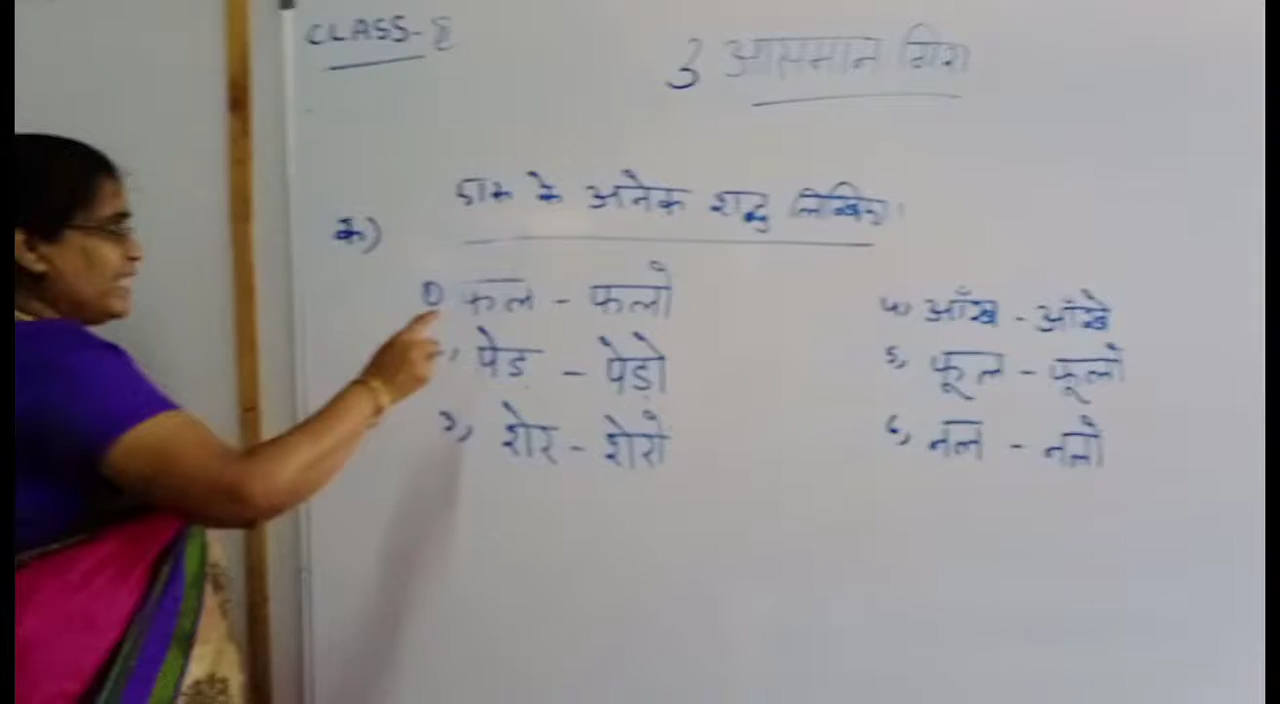 CLASS-8
3 आसमान गिरा
क) एक के अनेक शब्द लिखिए।
1) फल - फलों
2) पेड़ - पेड़ों
3) शेर - शेरों
4) आँख - आँखें
5) फूल - फूलों
6) नल - नलों